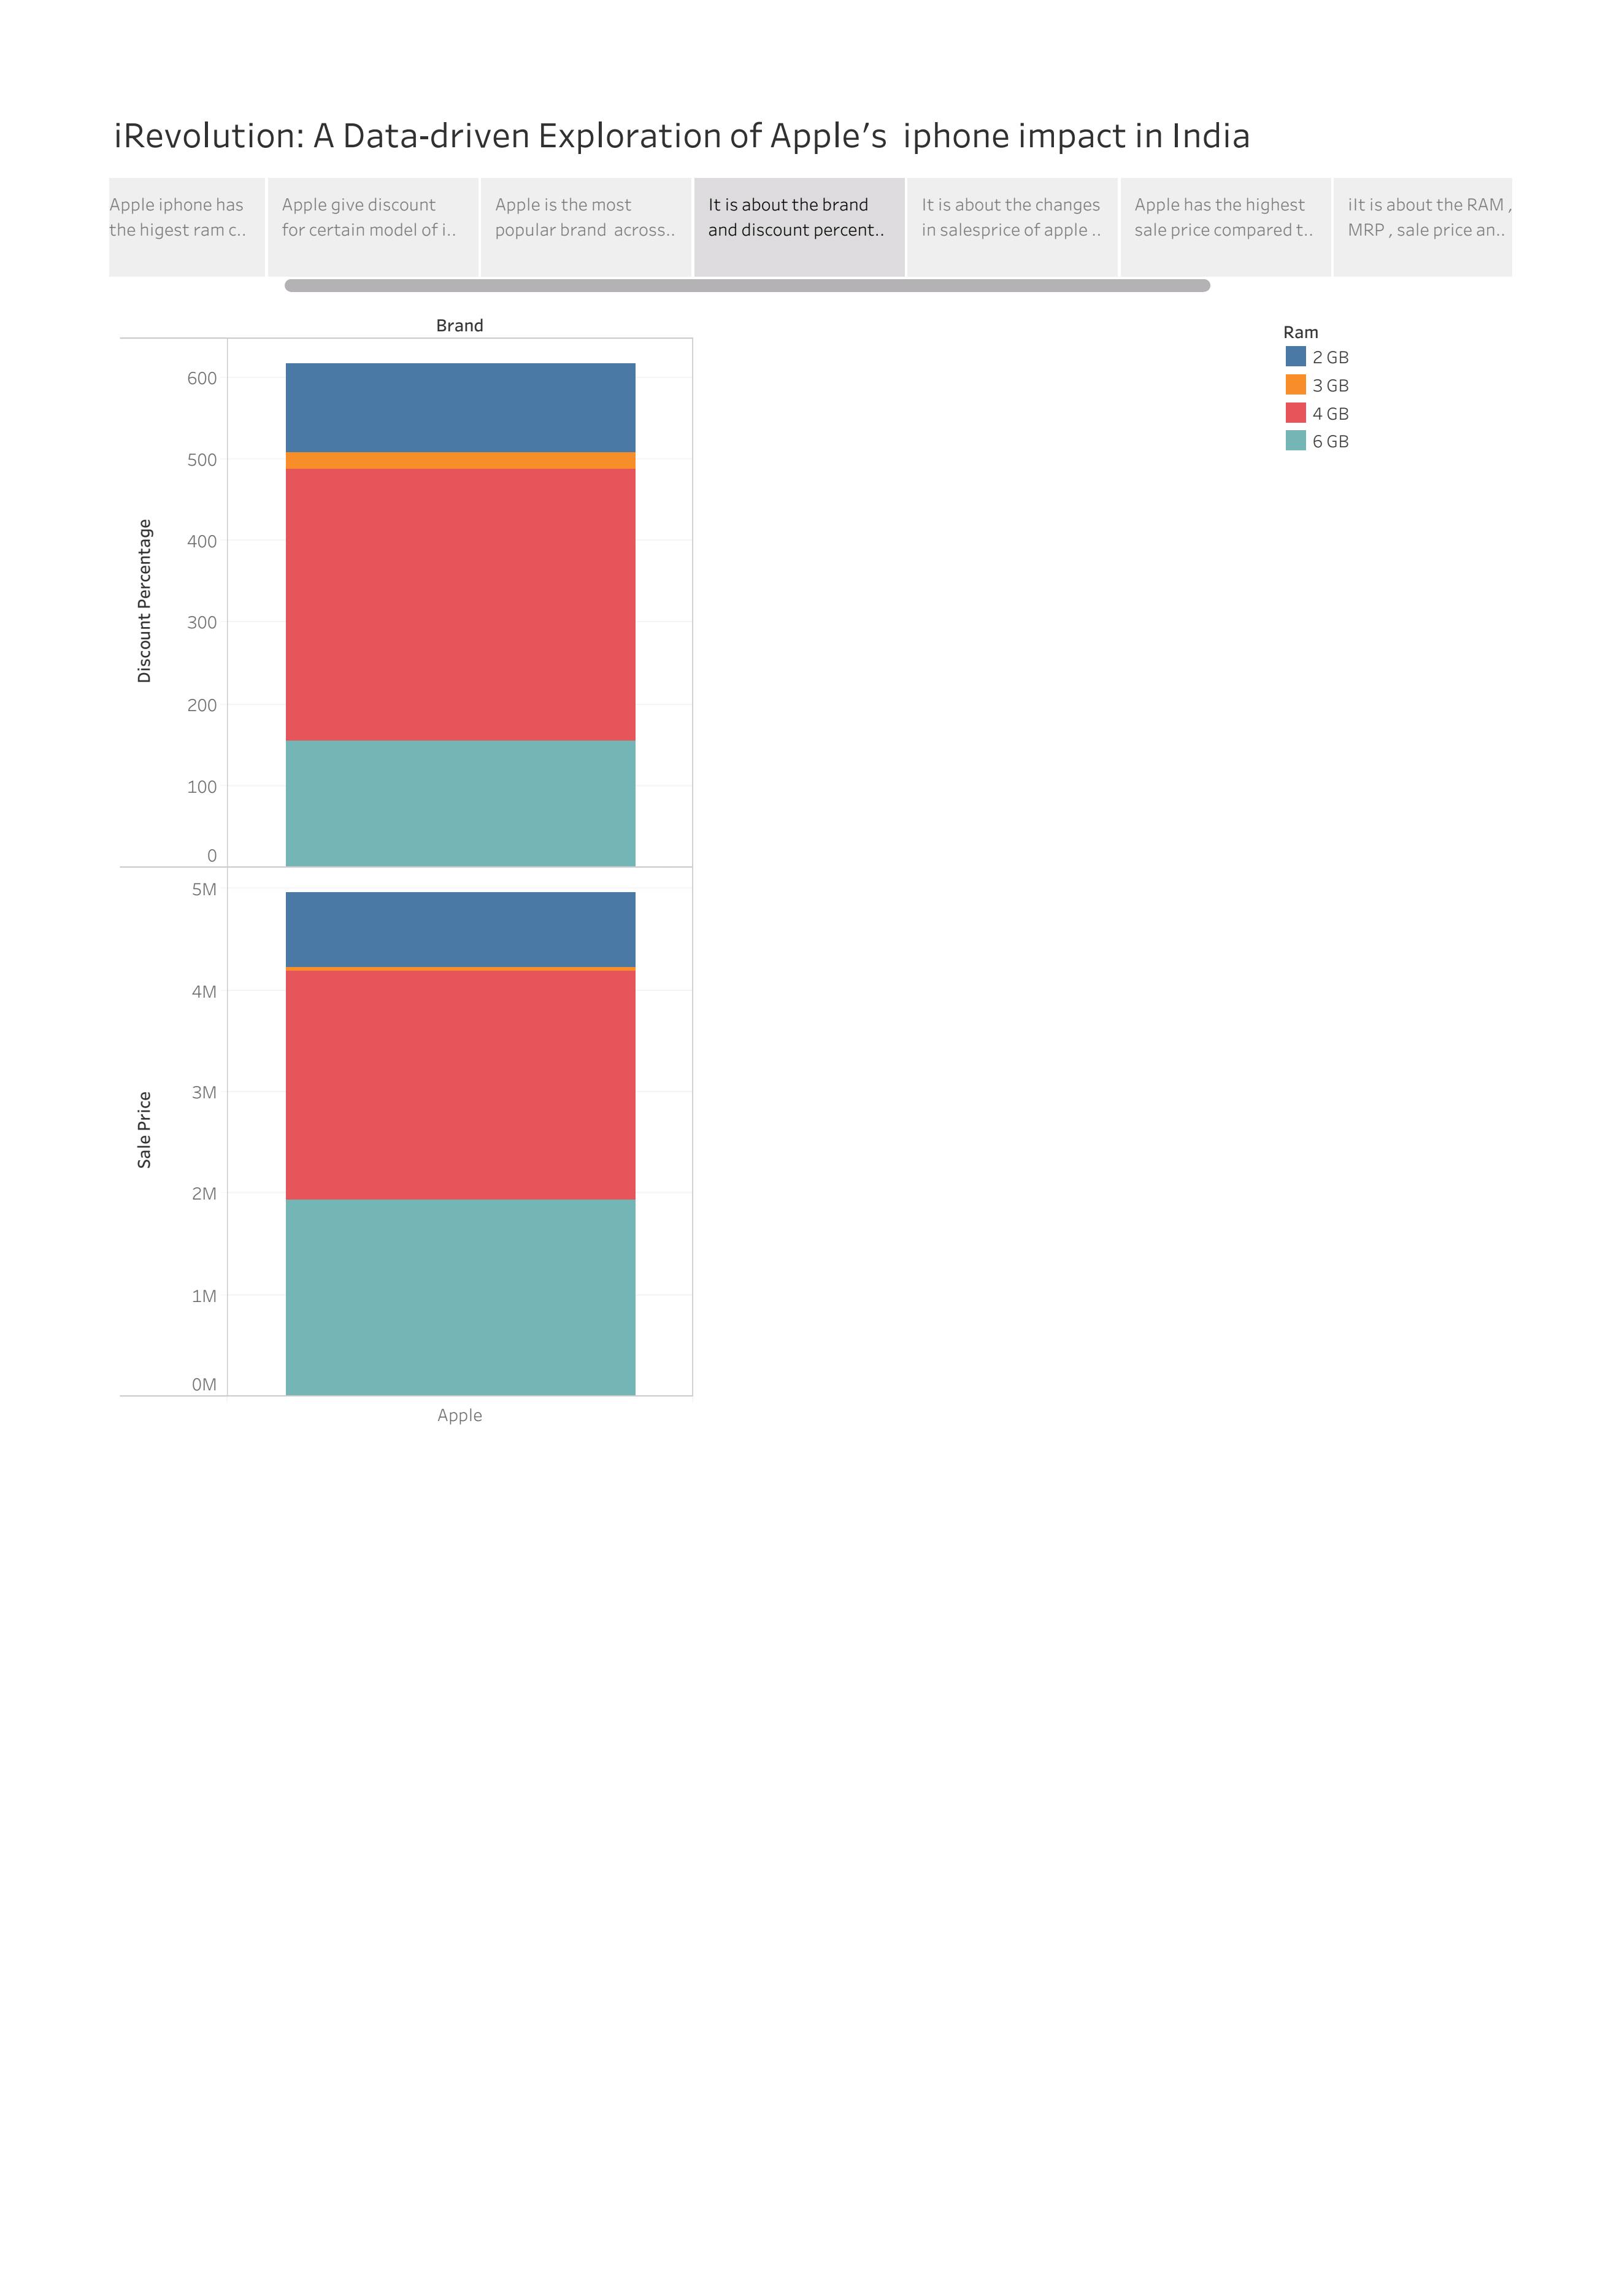 iRevolution: A Data-driven Exploration of Apple's  iphone impact in India
Apple iphone has
the higest ram c..
Apple give discount
for certain model of i..
Apple is the most
popular brand  across..
It is about the brand
and discount percent..
It is about the changes
in salesprice of apple ..
Apple has the highest
sale price compared t..
iIt is about the RAM ,
MRP , sale price an..
Brand
Ram
2 GB
3 GB
4 GB
6 GB
600
500
400
300
200
100
0
Discount Percentage
5M
4M
3M
2M
1M
0M
Sale Price
Apple